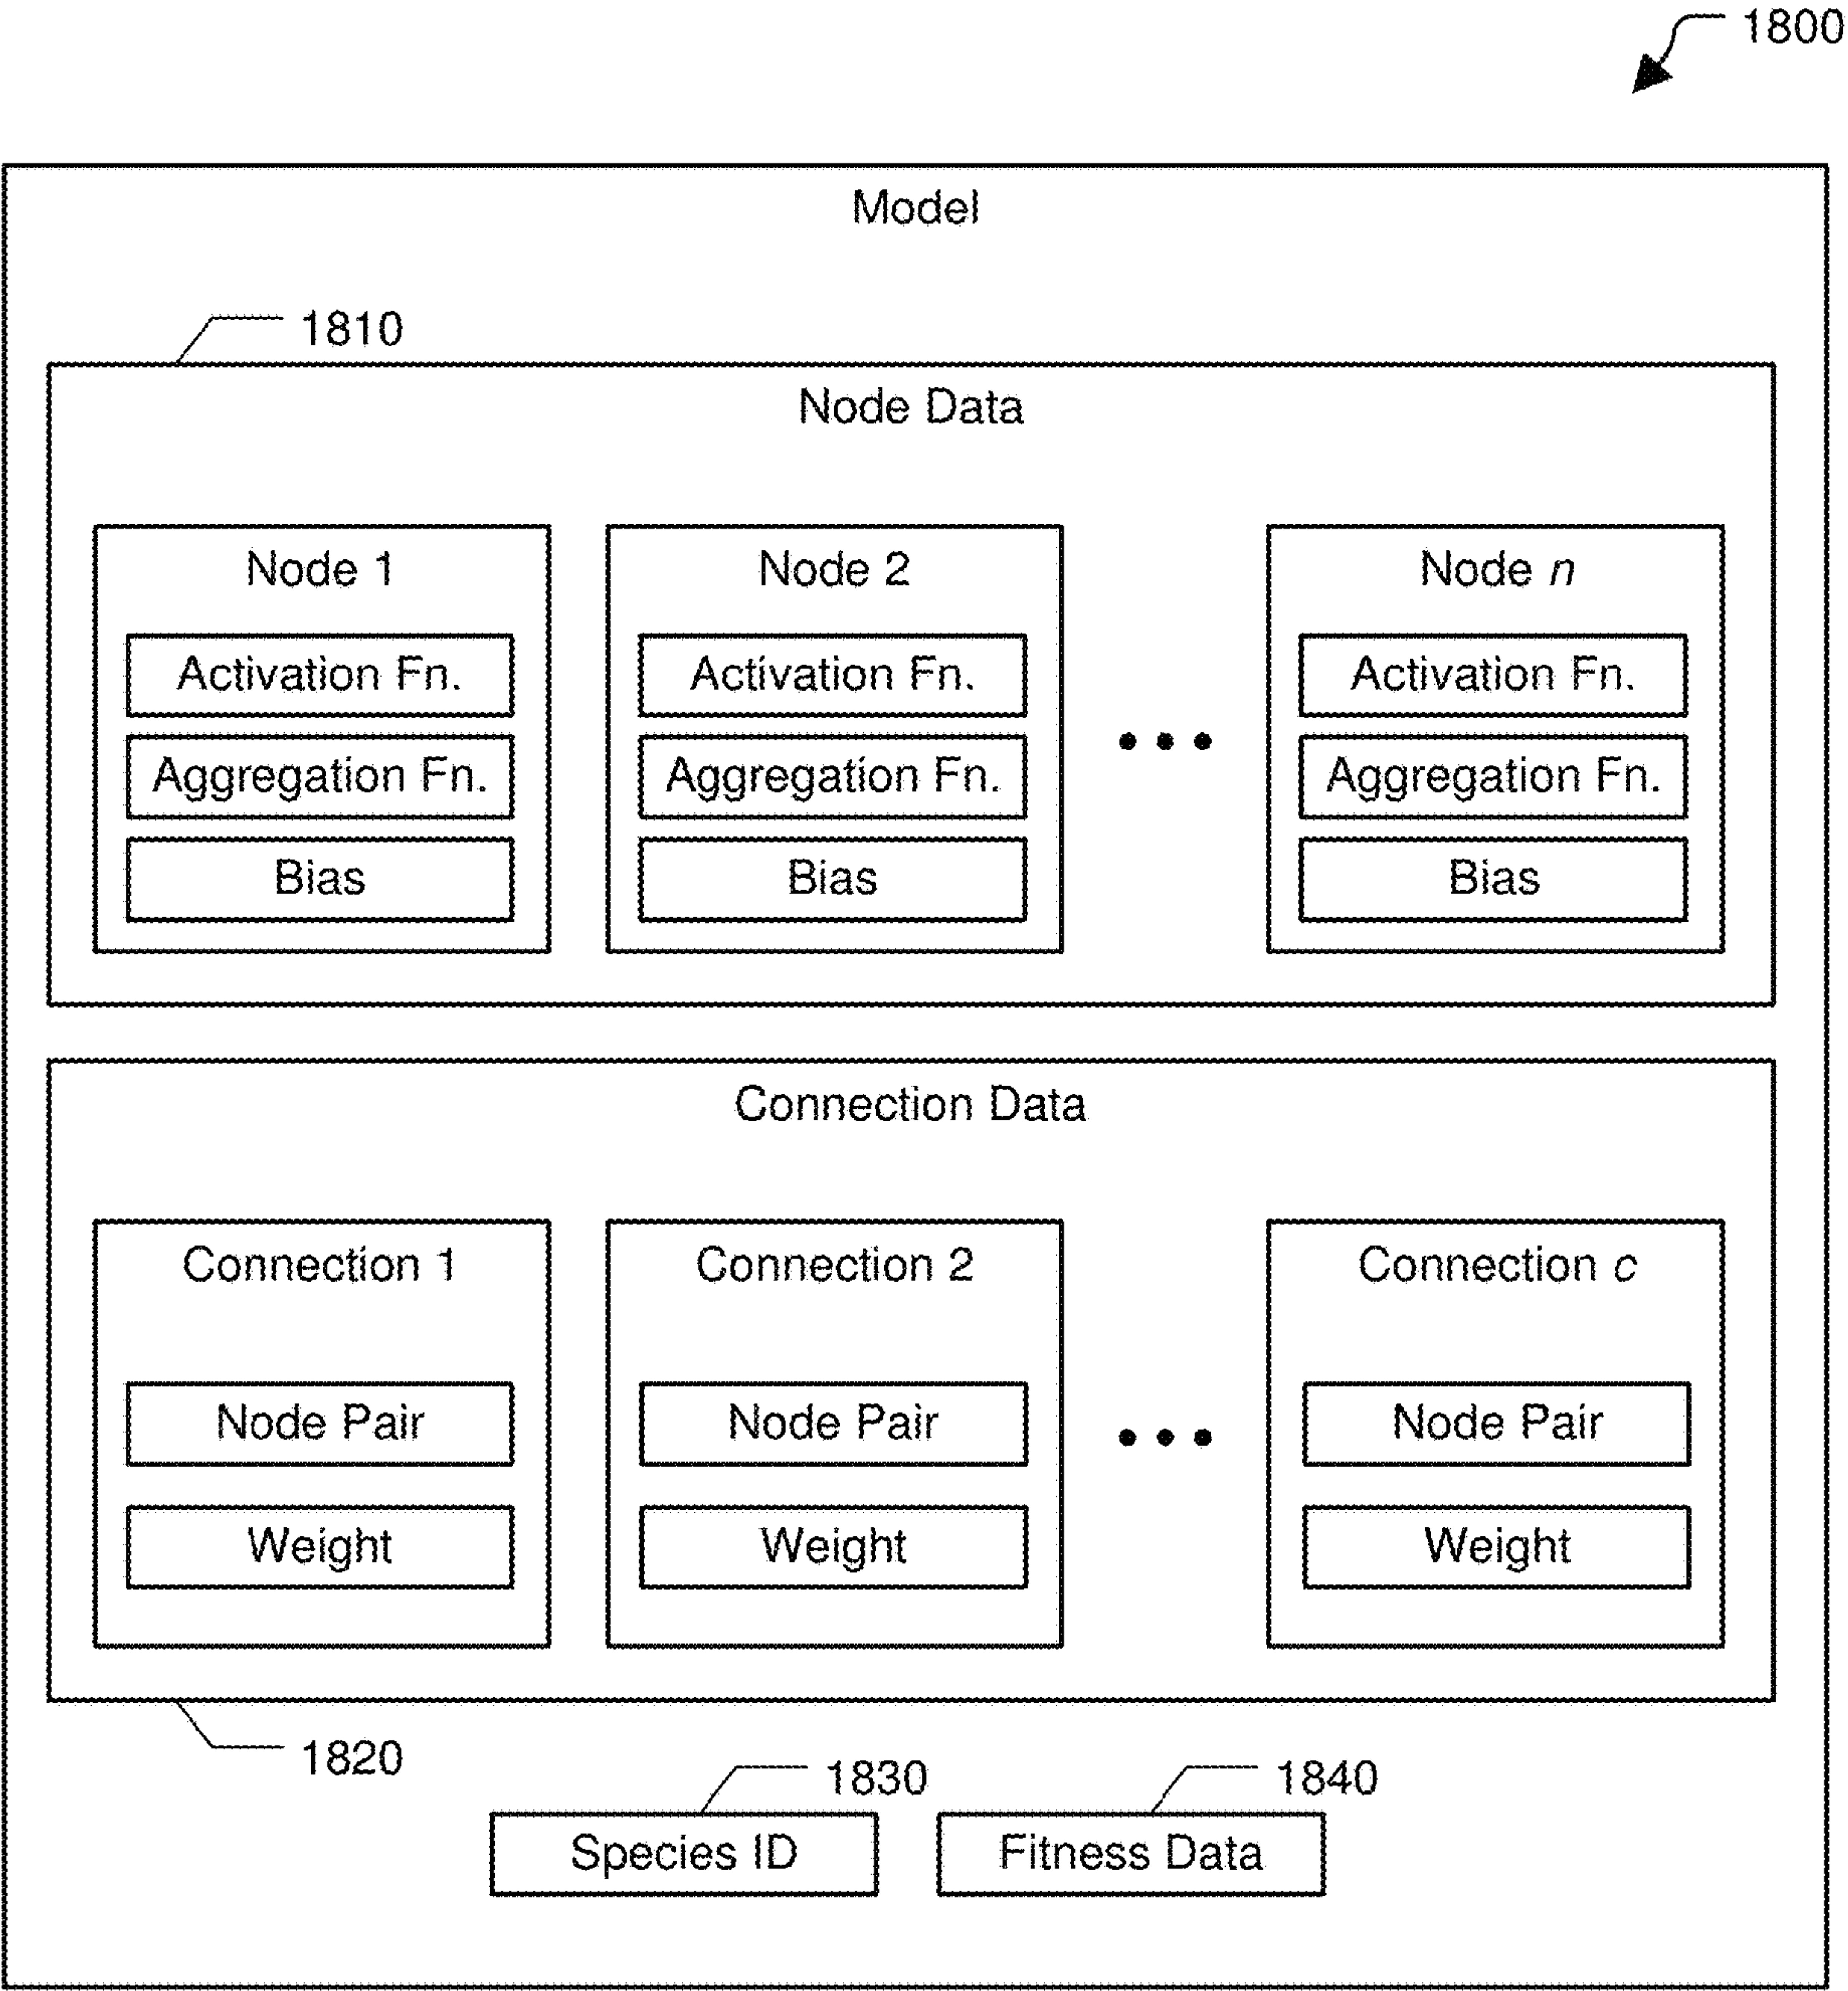 1800
Model
1810
Node Data
Node 1
Activation Fn.
Aggregation Fn.
Bias
Node 2
Activation Fn.
Aggregation Fn.
Bias
Node n
Activation Fn.
Aggregation Fn.
Bias
Connection Data
Connection 1
Node Pair
Weight
Connection 2
Node Pair
Weight
Connection c
Node Pair
Weight
1820
1830
Species ID
1840
Fitness Data